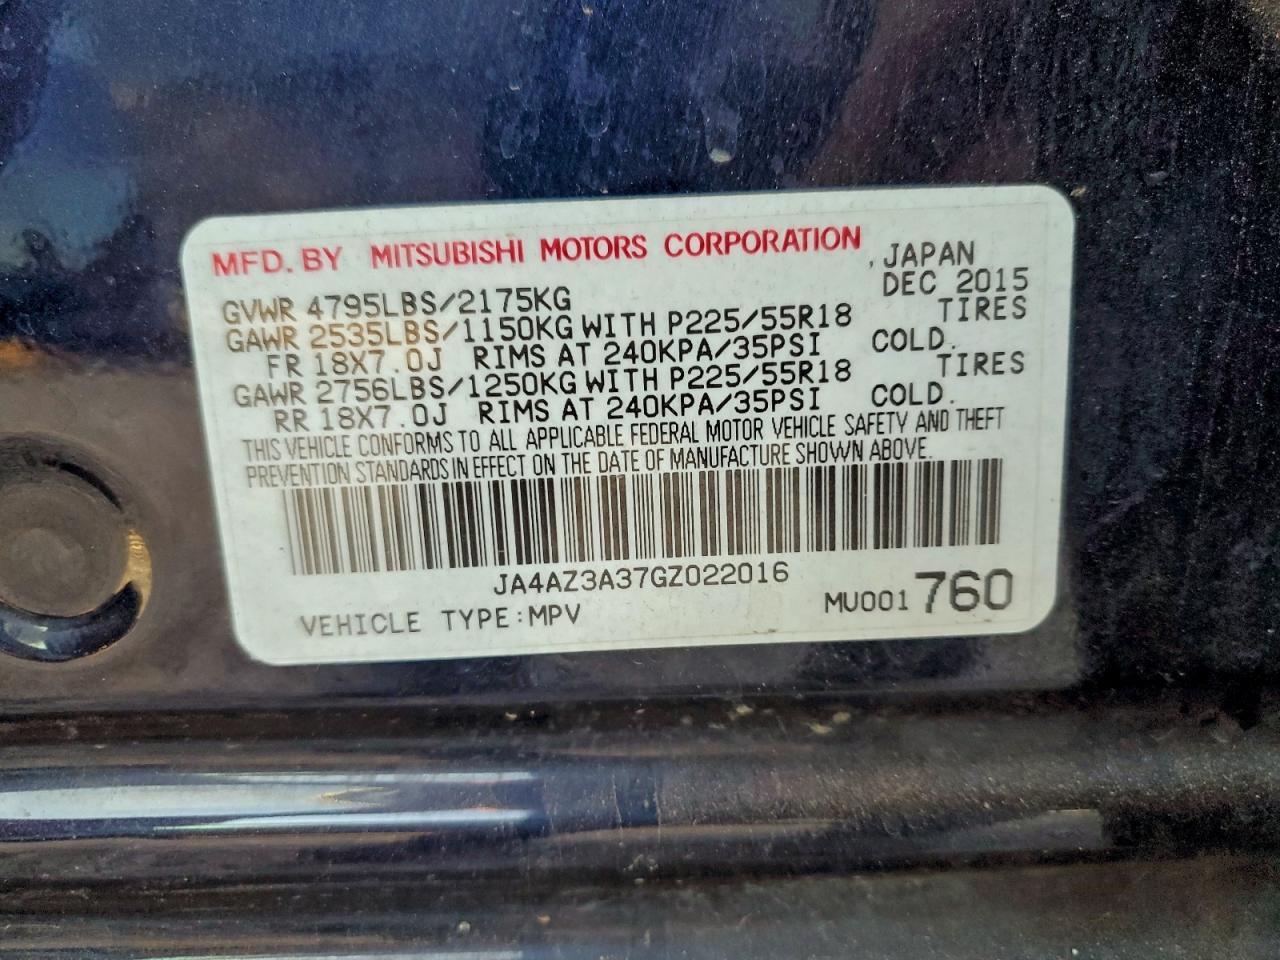 MFD. BY MITSUBISHI MOTORS CORPORATION , JAPAN
DEC 2015
GVWR 4795LBS/2175KG
GAWR 2535LBS/1150KG WITH P225/55R18 TIRES
FR 18X7.0J RIMS AT 240KPA/35PSI COLD.
GAWR 2756LBS/1250KG WITH P225/55R18 TIRES
RR 18X7.0J RIMS AT 240KPA/35PSI COLD.
THIS VEHICLE CONFORMS TO ALL APPLICABLE FEDERAL MOTOR VEHICLE SAFETY AND THEFT
PREVENTION STANDARDS IN EFFECT ON THE DATE OF MANUFACTURE SHOWN ABOVE.
JA4AZ3A37GZ022016
VEHICLE TYPE:MPV MU001 760